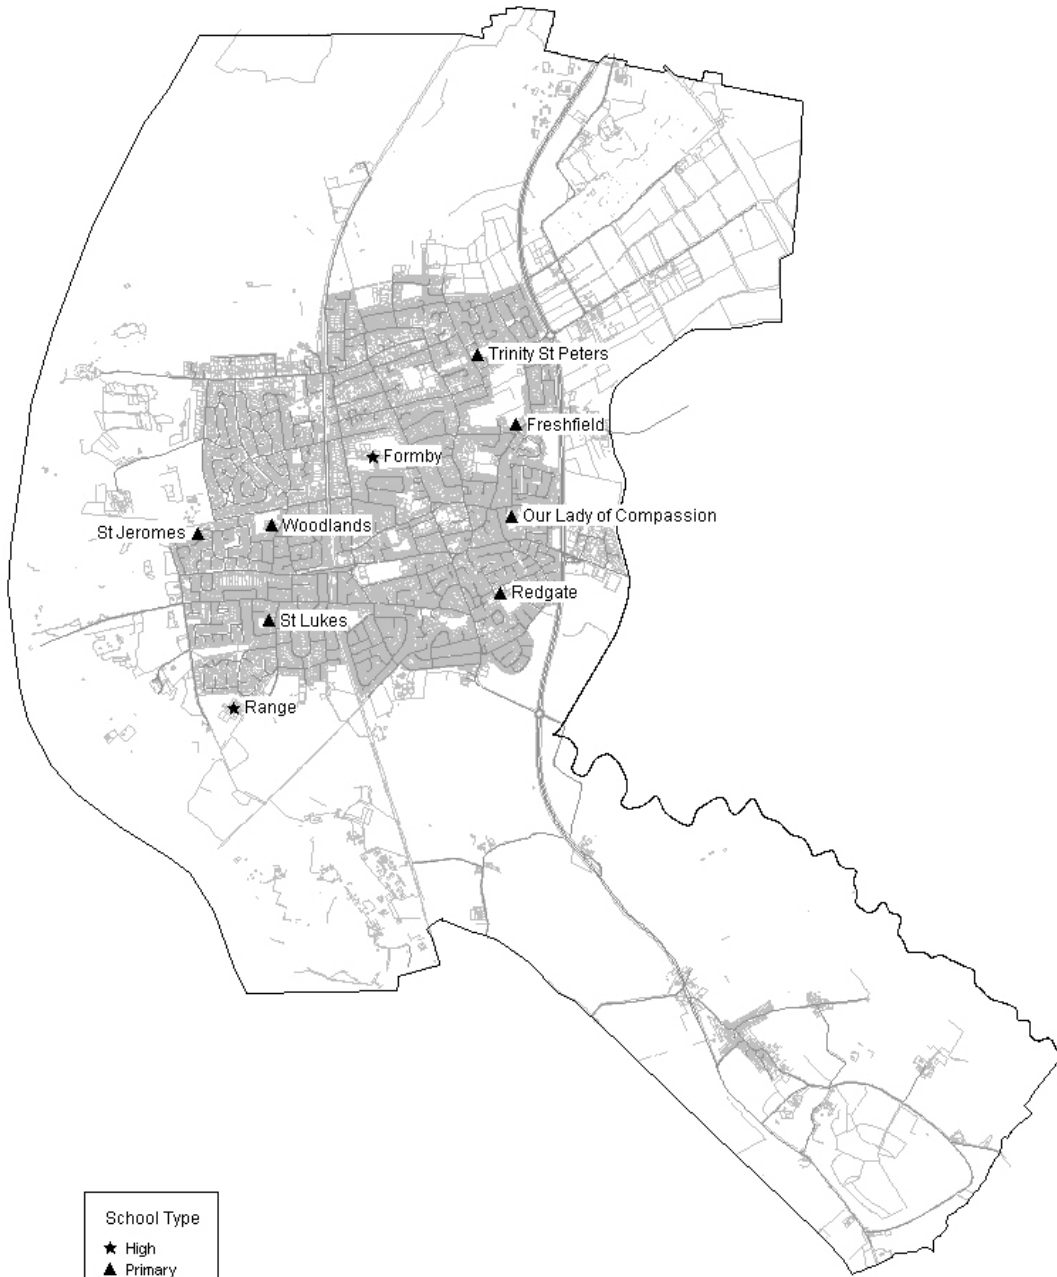 Trinity St Peters
Freshfield
Formby
Our Lady of Compassion
Woodlands
St Jeromes
Redgate
St Lukes
Range
School Type
High
Primary